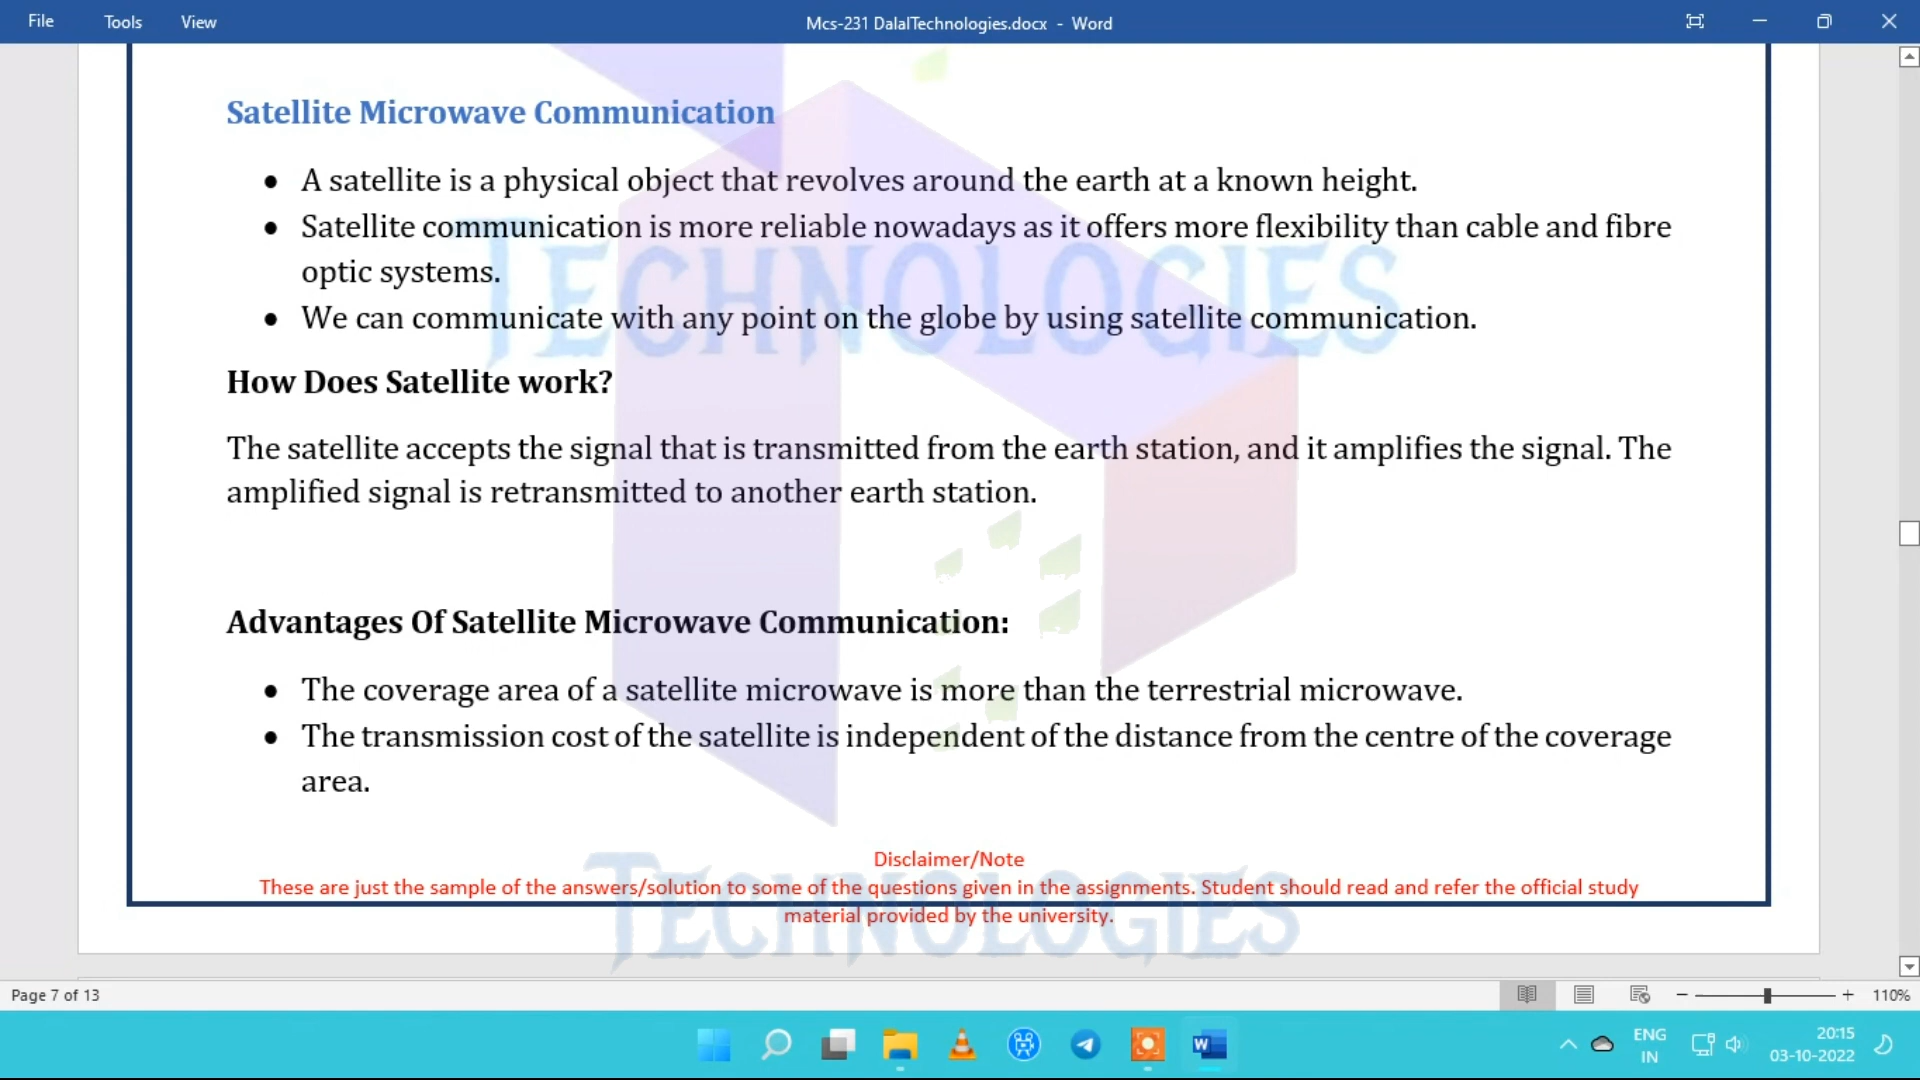 File Tools View Mcs-231 DalalTechnologies.docx - Word
Satellite Microwave Communication
• A satellite is a physical object that revolves around the earth at a known height.
• Satellite communication is more reliable nowadays as it offers more flexibility than cable and fibre
optic systems.
• We can communicate with any point on the globe by using satellite communication.
TECHNOLOGIES
How Does Satellite work?
The satellite accepts the signal that is transmitted from the earth station, and it amplifies the signal. The
amplified signal is retransmitted to another earth station.
Advantages Of Satellite Microwave Communication:
• The coverage area of a satellite microwave is more than the terrestrial microwave.
• The transmission cost of the satellite is independent of the distance from the centre of the coverage
area.
Disclaimer/Note
These are just the sample of the answers/solution to some of the questions given in the assignments. Student should read and refer the official study
material provided by the university.
TECHNOLOGIES
Page 7 of 13
110%
ENG
IN
20:15
03-10-2022